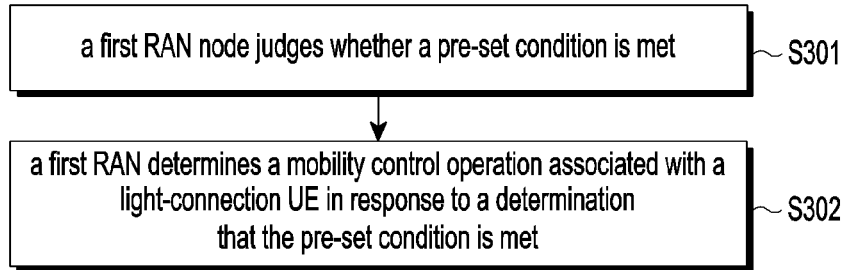 a first RAN node judges whether a pre-set condition is met
S301
a first RAN determines a mobility control operation associated with a
light-connection UE in response to a determination
that the pre-set condition is met
S302